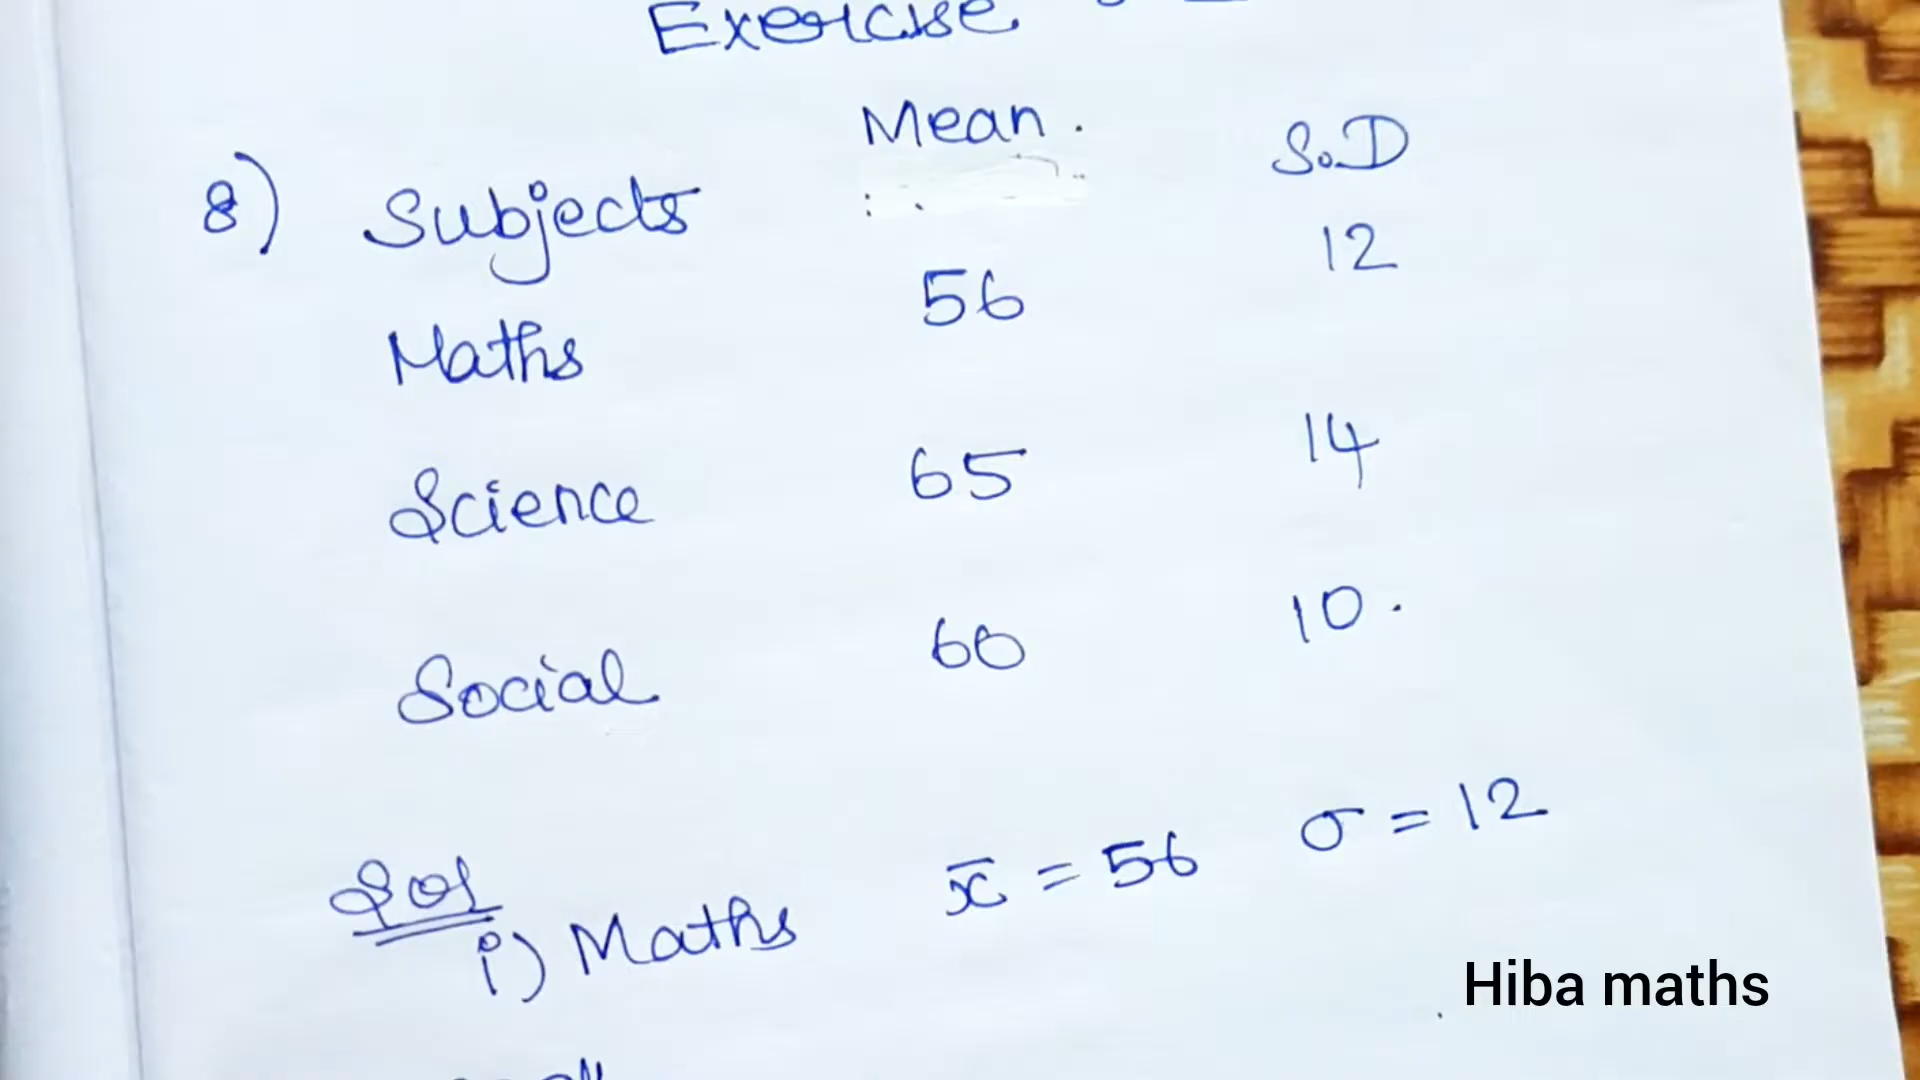 Exercise
Mean.
S.D
8) Subjects
Maths 56 12
Science 65 14
Social 60 10.
Sol
i) Maths x̄ = 56 σ = 12
Hiba maths